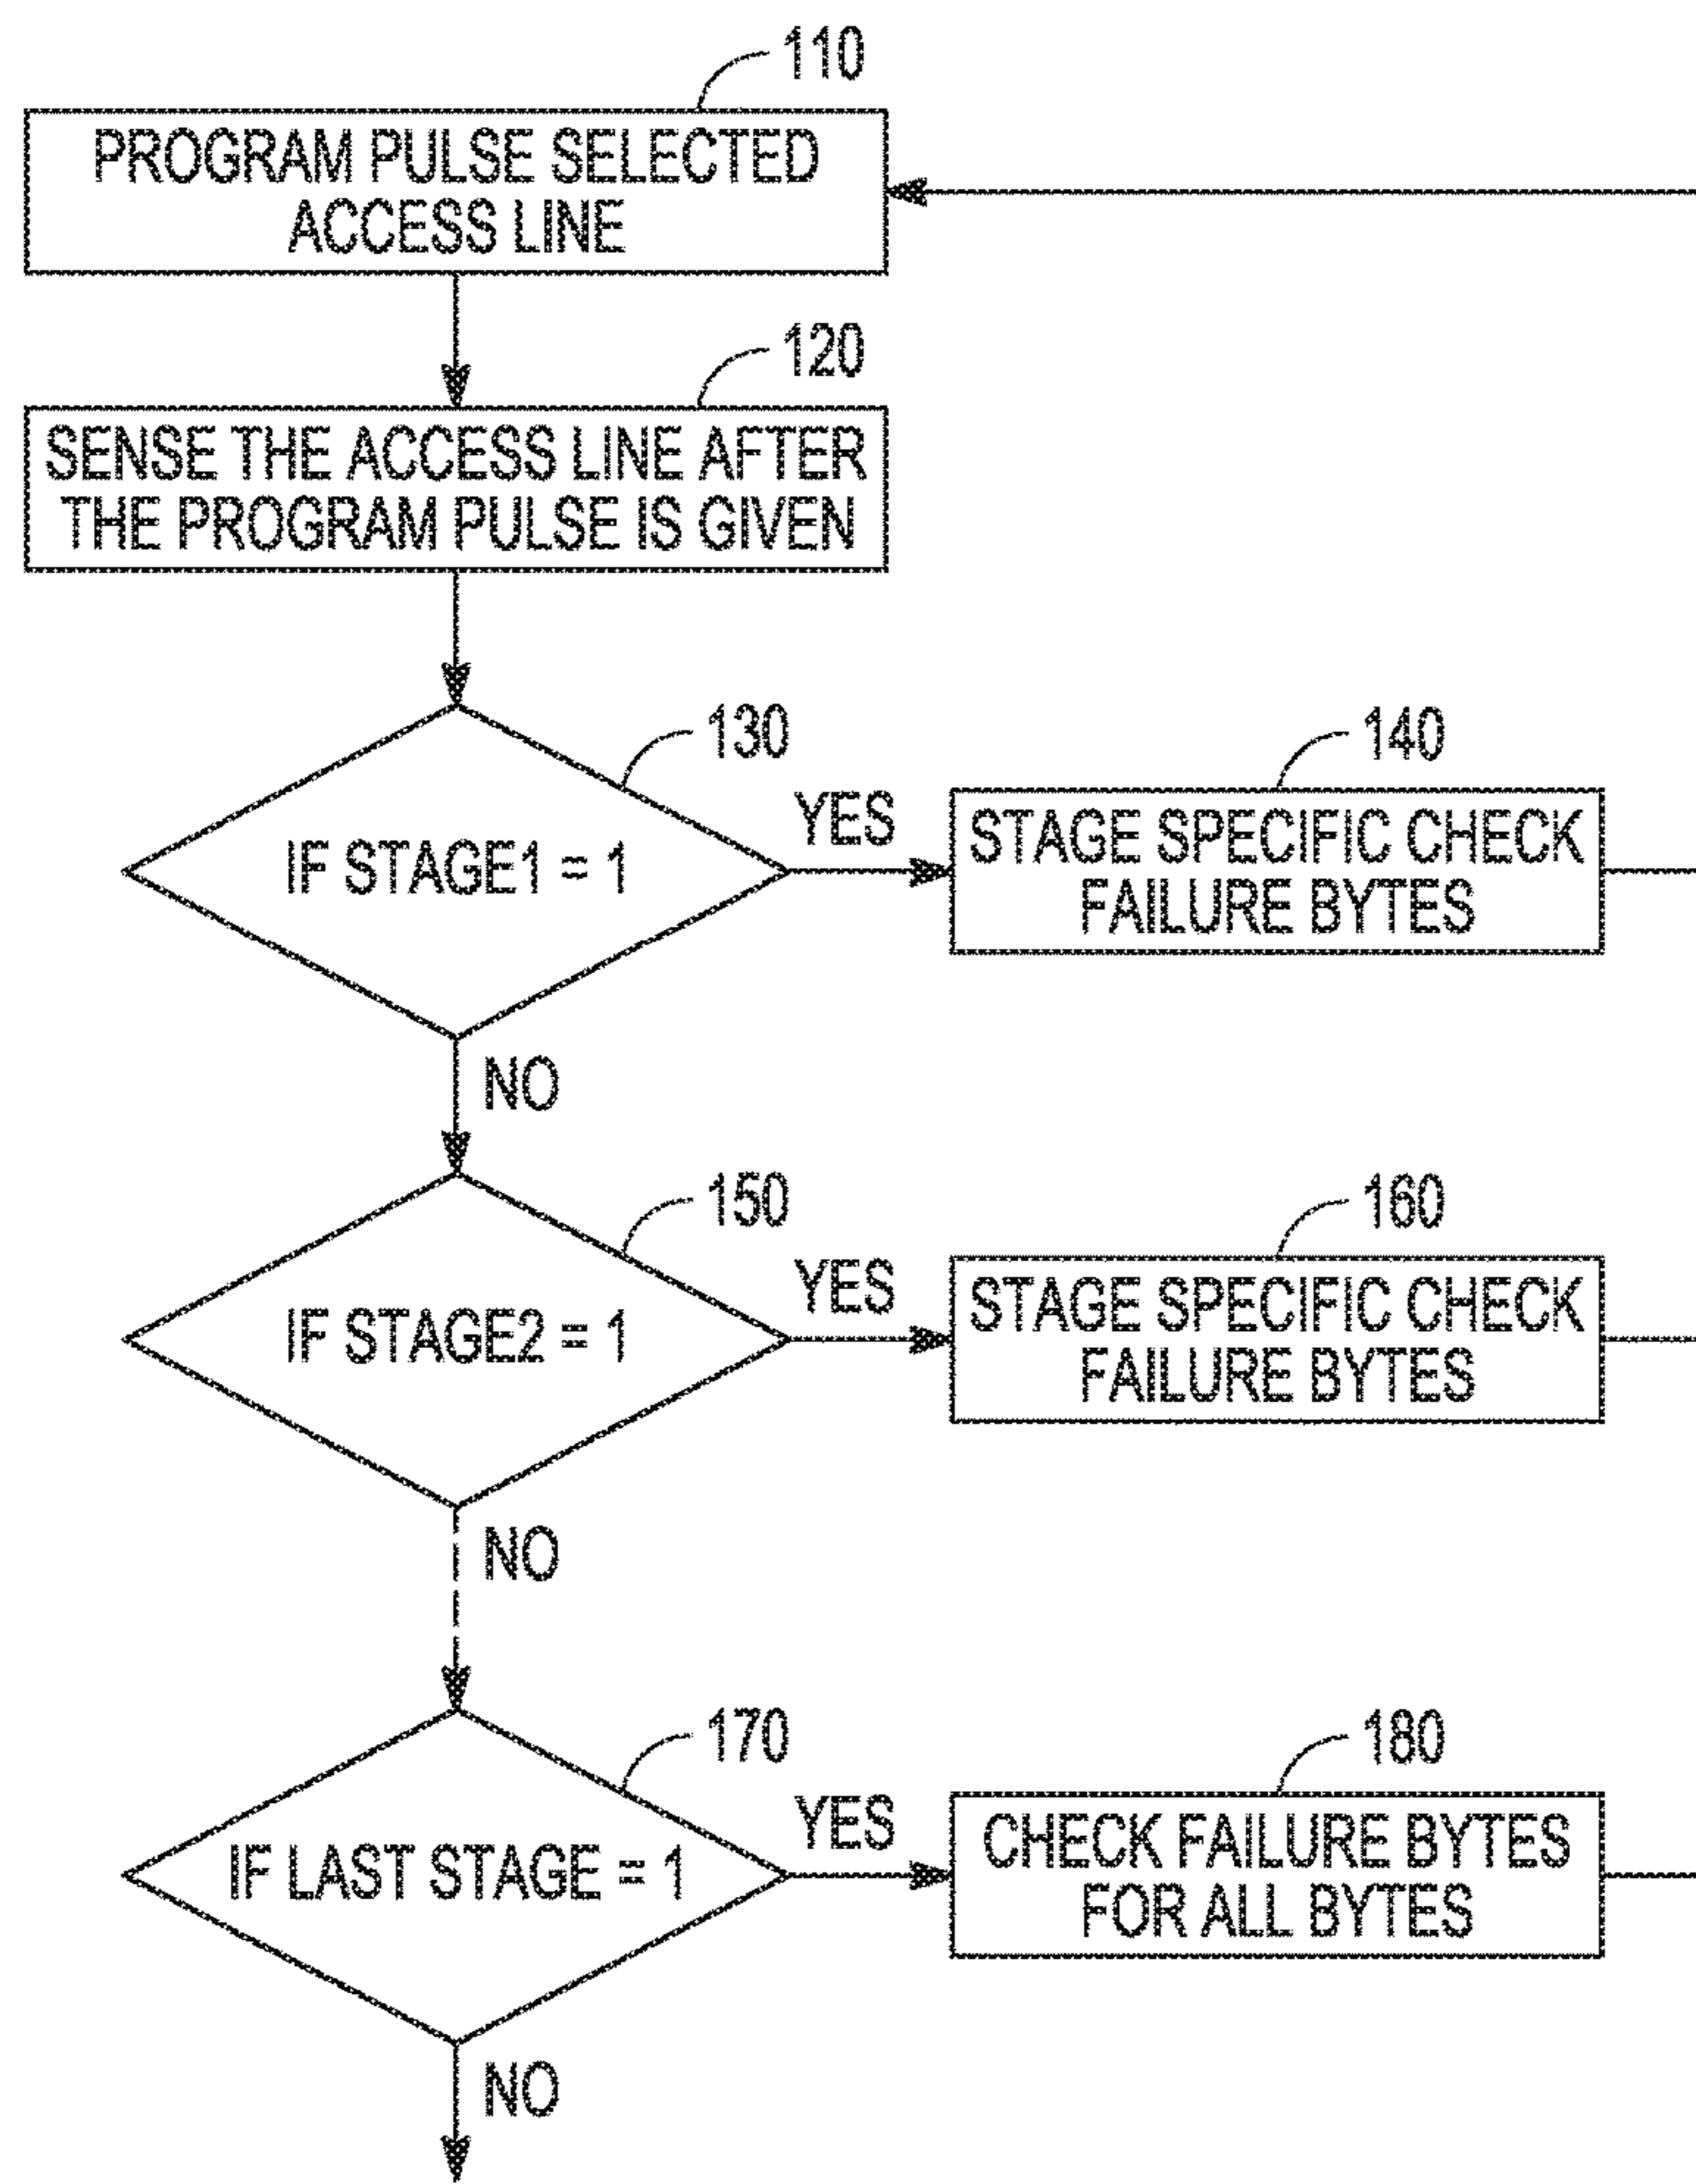 110
PROGRAM PULSE SELECTED
ACCESS LINE
120
SENSE THE ACCESS LINE AFTER
THE PROGRAM PULSE IS GIVEN
130
IF STAGE1 = 1
YES
140
STAGE SPECIFIC CHECK
FAILURE BYTES
NO
150
IF STAGE2 = 1
YES
160
STAGE SPECIFIC CHECK
FAILURE BYTES
NO
170
IF LAST STAGE = 1
YES
180
CHECK FAILURE BYTES
FOR ALL BYTES
NO